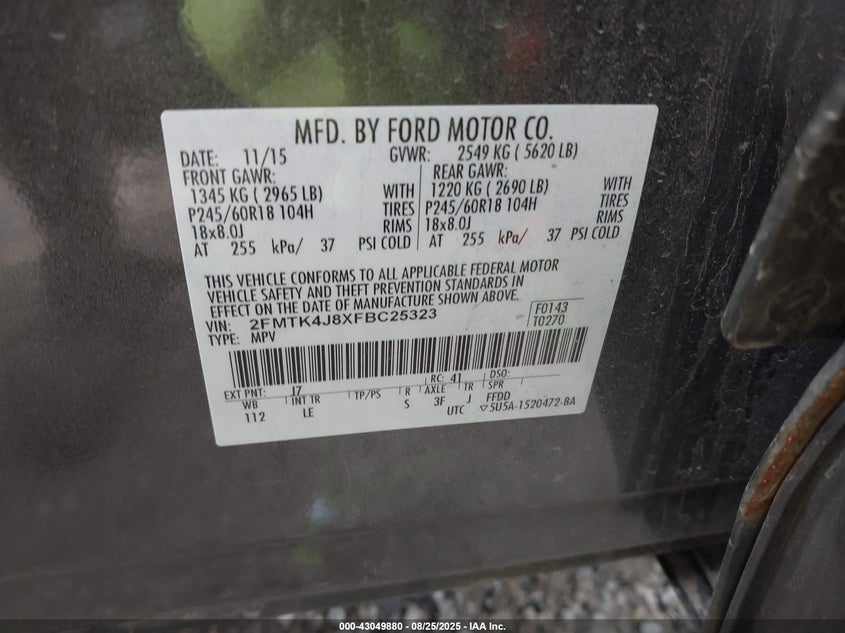 MFD. BY FORD MOTOR CO.
DATE: 11/15 GVWR: 2549 KG ( 5620 LB)
FRONT GAWR: REAR GAWR:
1345 KG ( 2965 LB) WITH 1220 KG ( 2690 LB) WITH
P245/60R18 104H TIRES P245/60R18 104H TIRES
18x8.0J RIMS 18x8.0J RIMS
AT 255 kPa/ 37 PSI COLD AT 255 kPa/ 37 PSI COLD
THIS VEHICLE CONFORMS TO ALL APPLICABLE FEDERAL MOTOR
VEHICLE SAFETY AND THEFT PREVENTION STANDARDS IN
EFFECT ON THE DATE OF MANUFACTURE SHOWN ABOVE.
VIN: 2FMTK4J8XFBC25323 F0143
TYPE: MPV T0270
EXT PNT: J7 RC: 41 DSO:
WB INT TR TP/PS R AXLE TR SPR
112 LE S 3F J FFDD
UTC ▽5U5A-1520472-BA
000-43049880 - 08/25/2025 - IAA Inc.